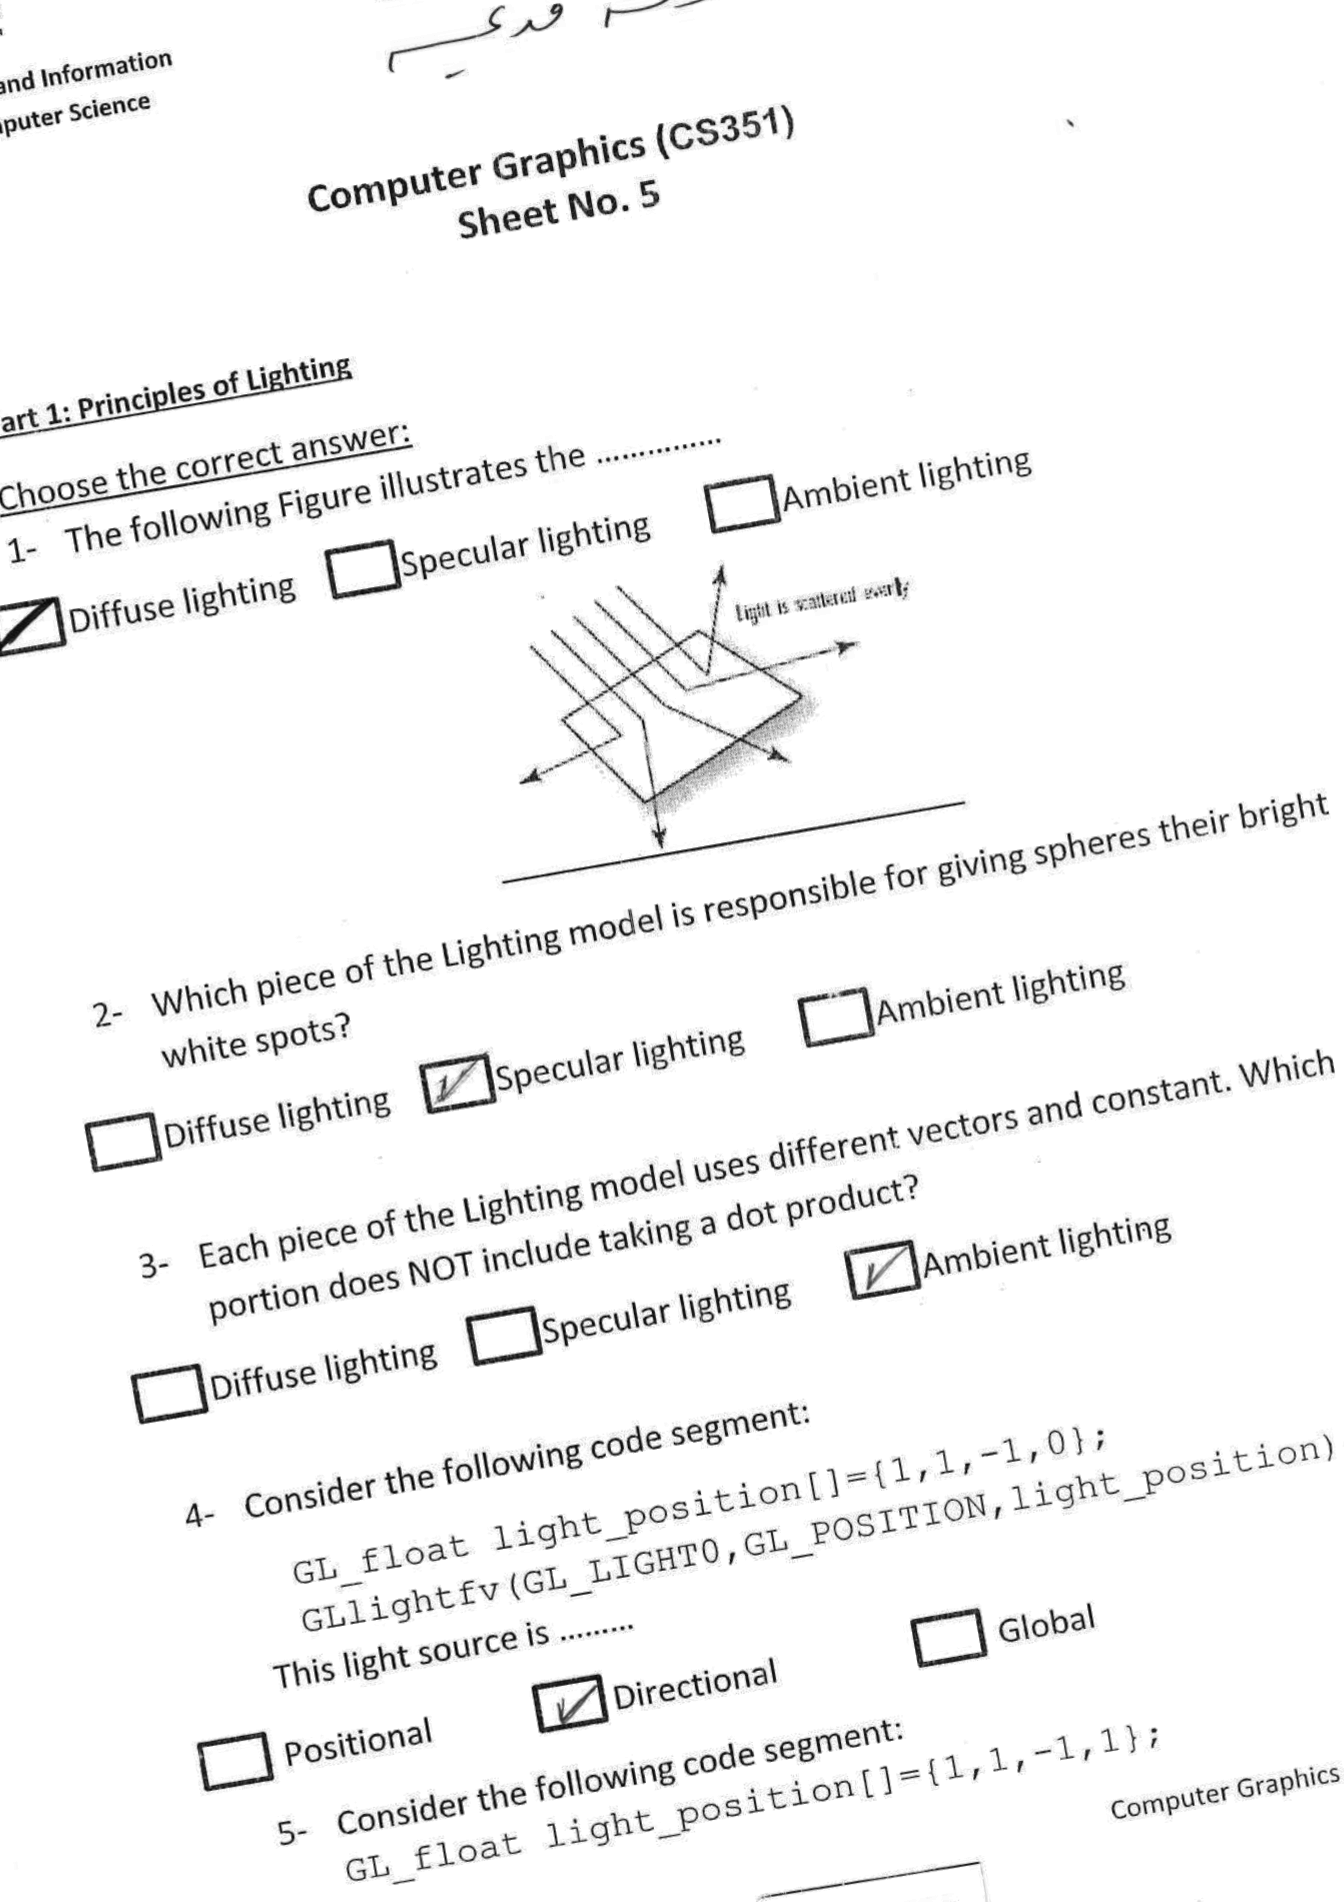 and Information
puter Science
Computer Graphics (CS351)
Sheet No. 5
art 1: Principles of Lighting
Choose the correct answer:
1- The following Figure illustrates the ...............
Diffuse lighting Specular lighting Ambient lighting
Light is scattered evenly
2- Which piece of the Lighting model is responsible for giving spheres their bright
white spots?
Diffuse lighting Specular lighting Ambient lighting
3- Each piece of the Lighting model uses different vectors and constant. Which
portion does NOT include taking a dot product?
Diffuse lighting Specular lighting Ambient lighting
4- Consider the following code segment:
GL_float light_position[]={1,1,-1,0};
GLlightfv(GL_LIGHT0,GL_POSITION,light_position)
This light source is .........
Positional Directional Global
5- Consider the following code segment:
GL_float light_position[]={1,1,-1,1};
Computer Graphics